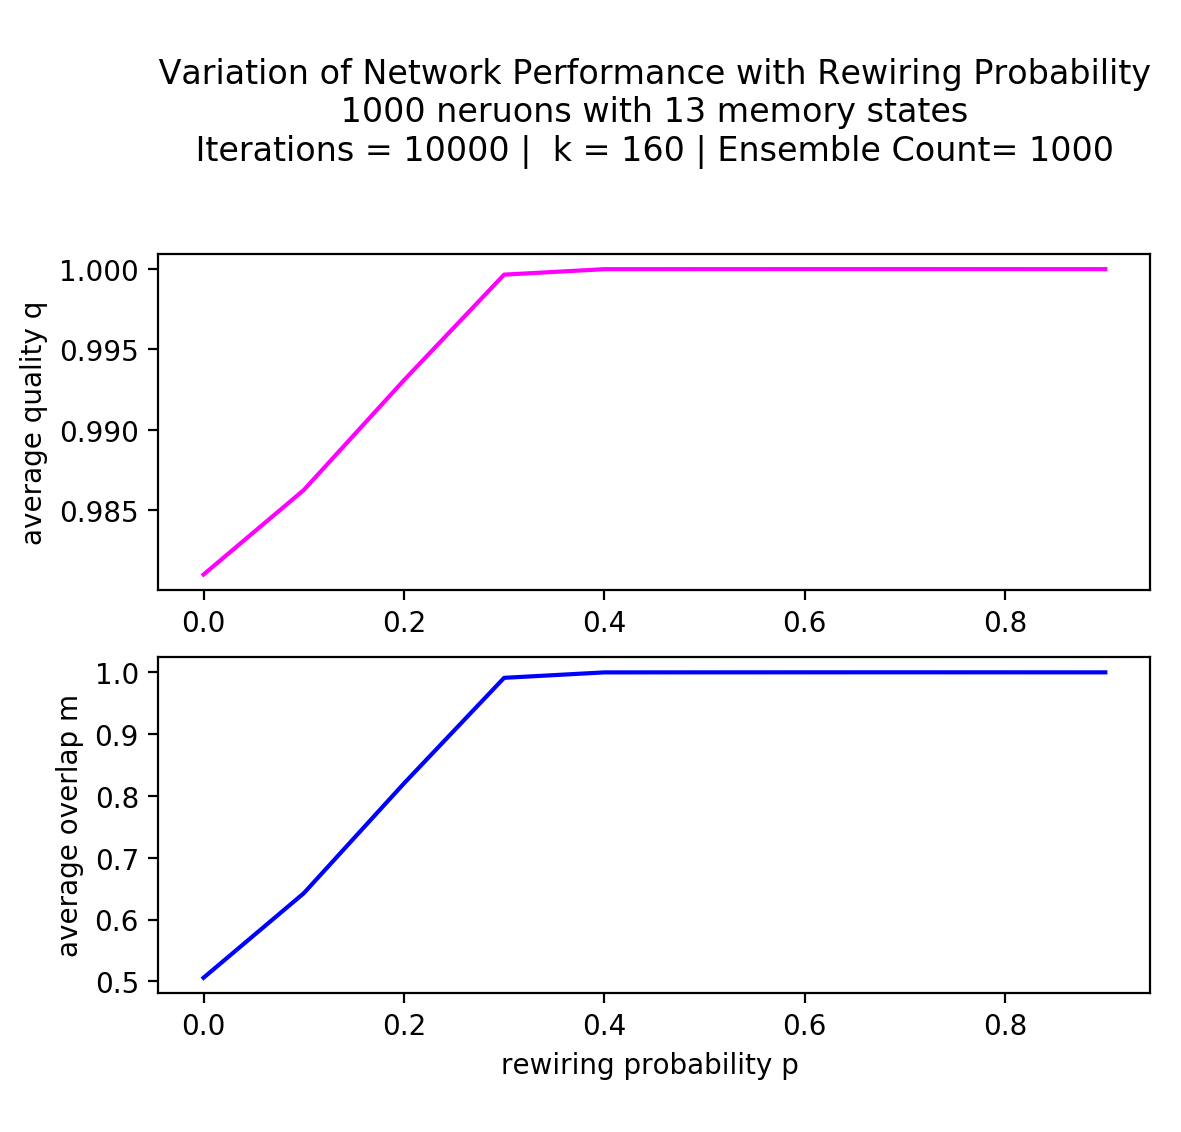 Variation of Network Performance with Rewiring Probability
1000 neruons with 13 memory states
Iterations = 10000 |  k = 160 | Ensemble Count= 1000
average quality q
1.000
0.995
0.990
0.985
0.0 0.2 0.4 0.6 0.8
average overlap m
1.0
0.9
0.8
0.7
0.6
0.5
0.0 0.2 0.4 0.6 0.8
rewiring probability p